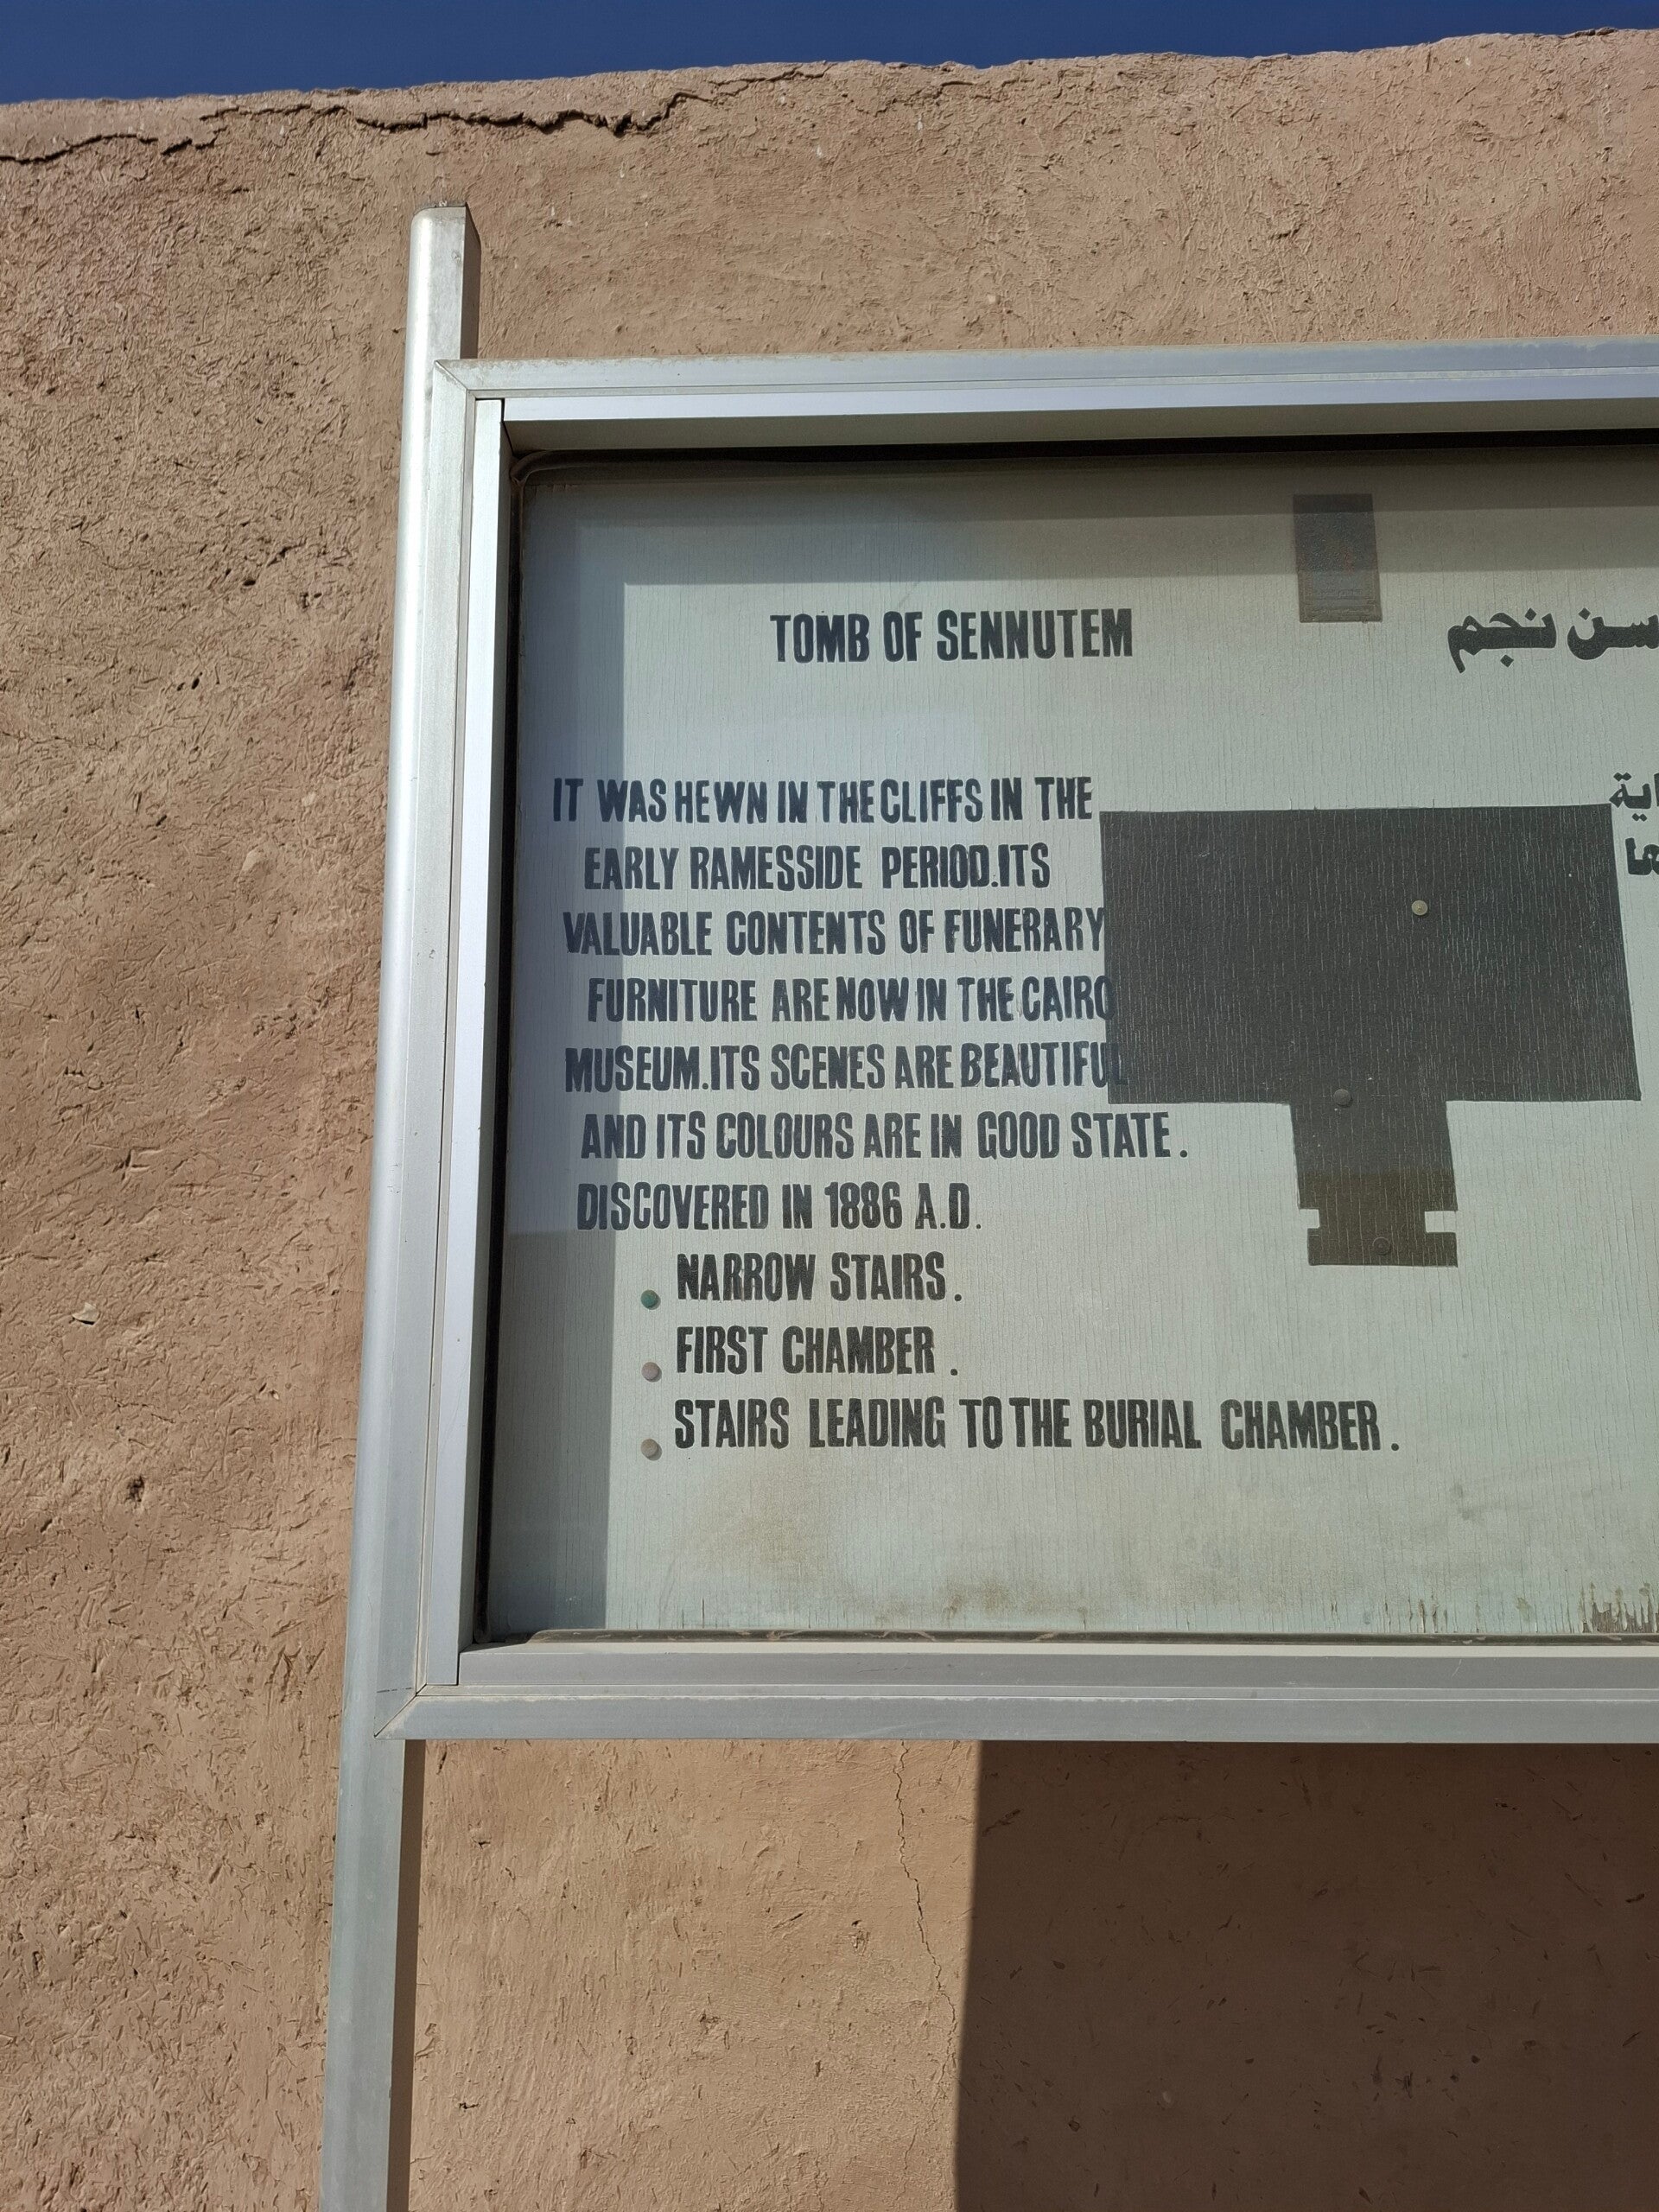 TOMB OF SENNUTEM
سن نجم
IT WAS HEWN IN THE CLIFFS IN THE
EARLY RAMESSIDE PERIOD.ITS
VALUABLE CONTENTS OF FUNERARY
FURNITURE ARE NOW IN THE CAIRO
MUSEUM.ITS SCENES ARE BEAUTIFUL
AND ITS COLOURS ARE IN GOOD STATE.
DISCOVERED IN 1886 A.D.
NARROW STAIRS.
FIRST CHAMBER.
STAIRS LEADING TO THE BURIAL CHAMBER.